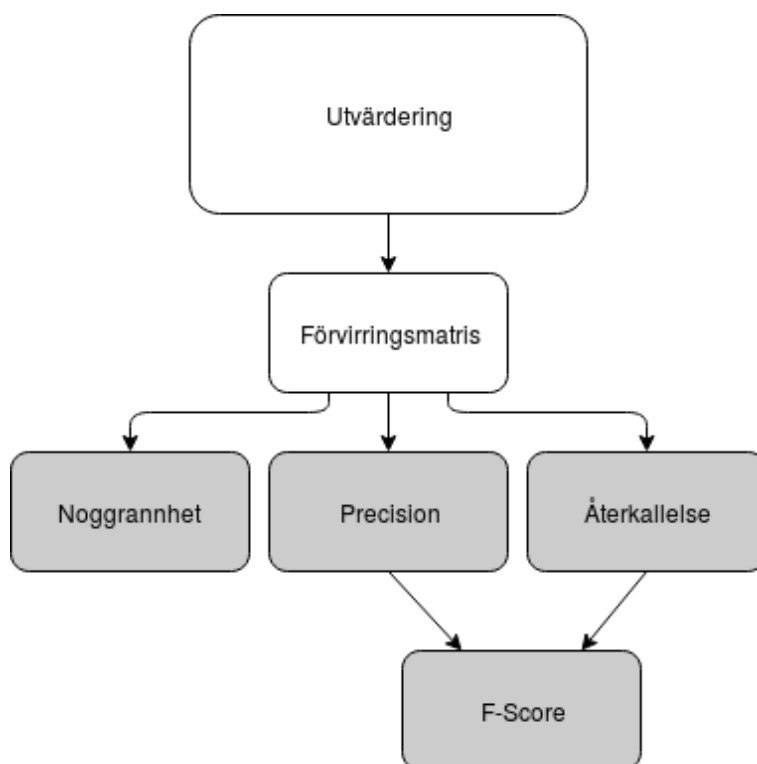 Utvärdering
Förvirringsmatris
Noggrannhet
Precision
Återkallelse
F-Score